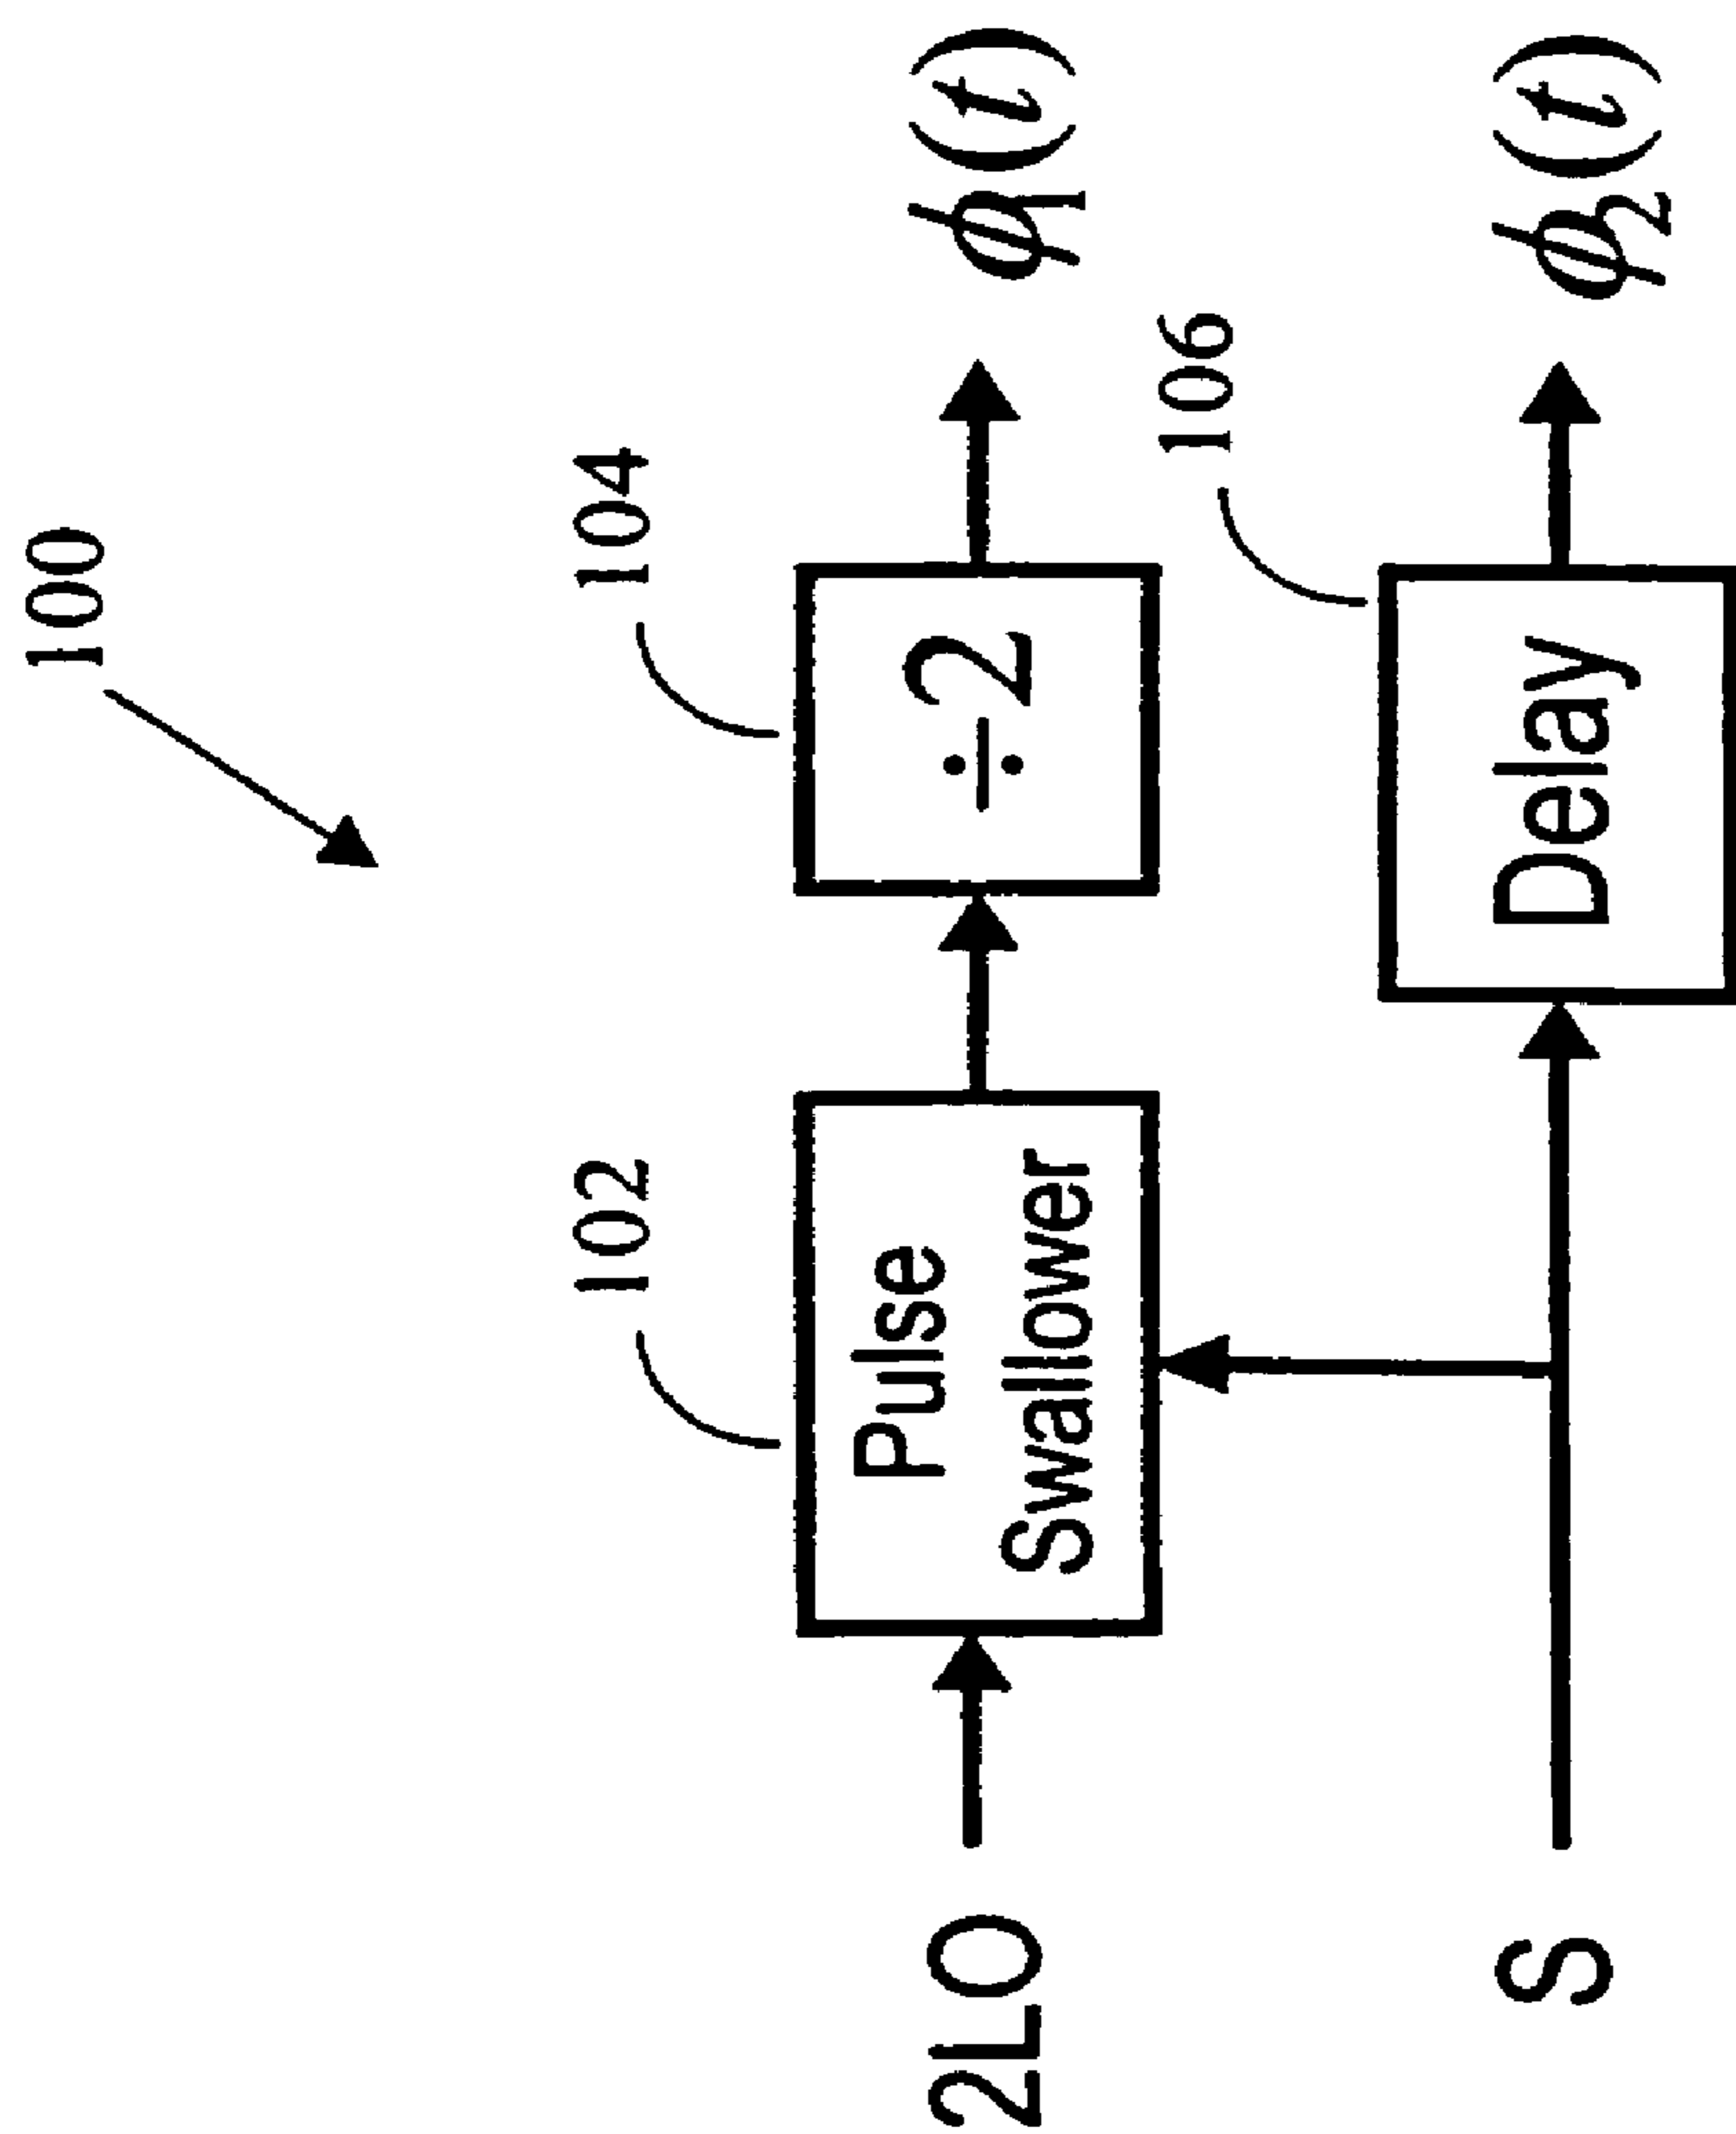 100
102
104
2LO
Pulse
Swallower
÷2
ϕ1(t)
106
S
Delay
ϕ2(t)